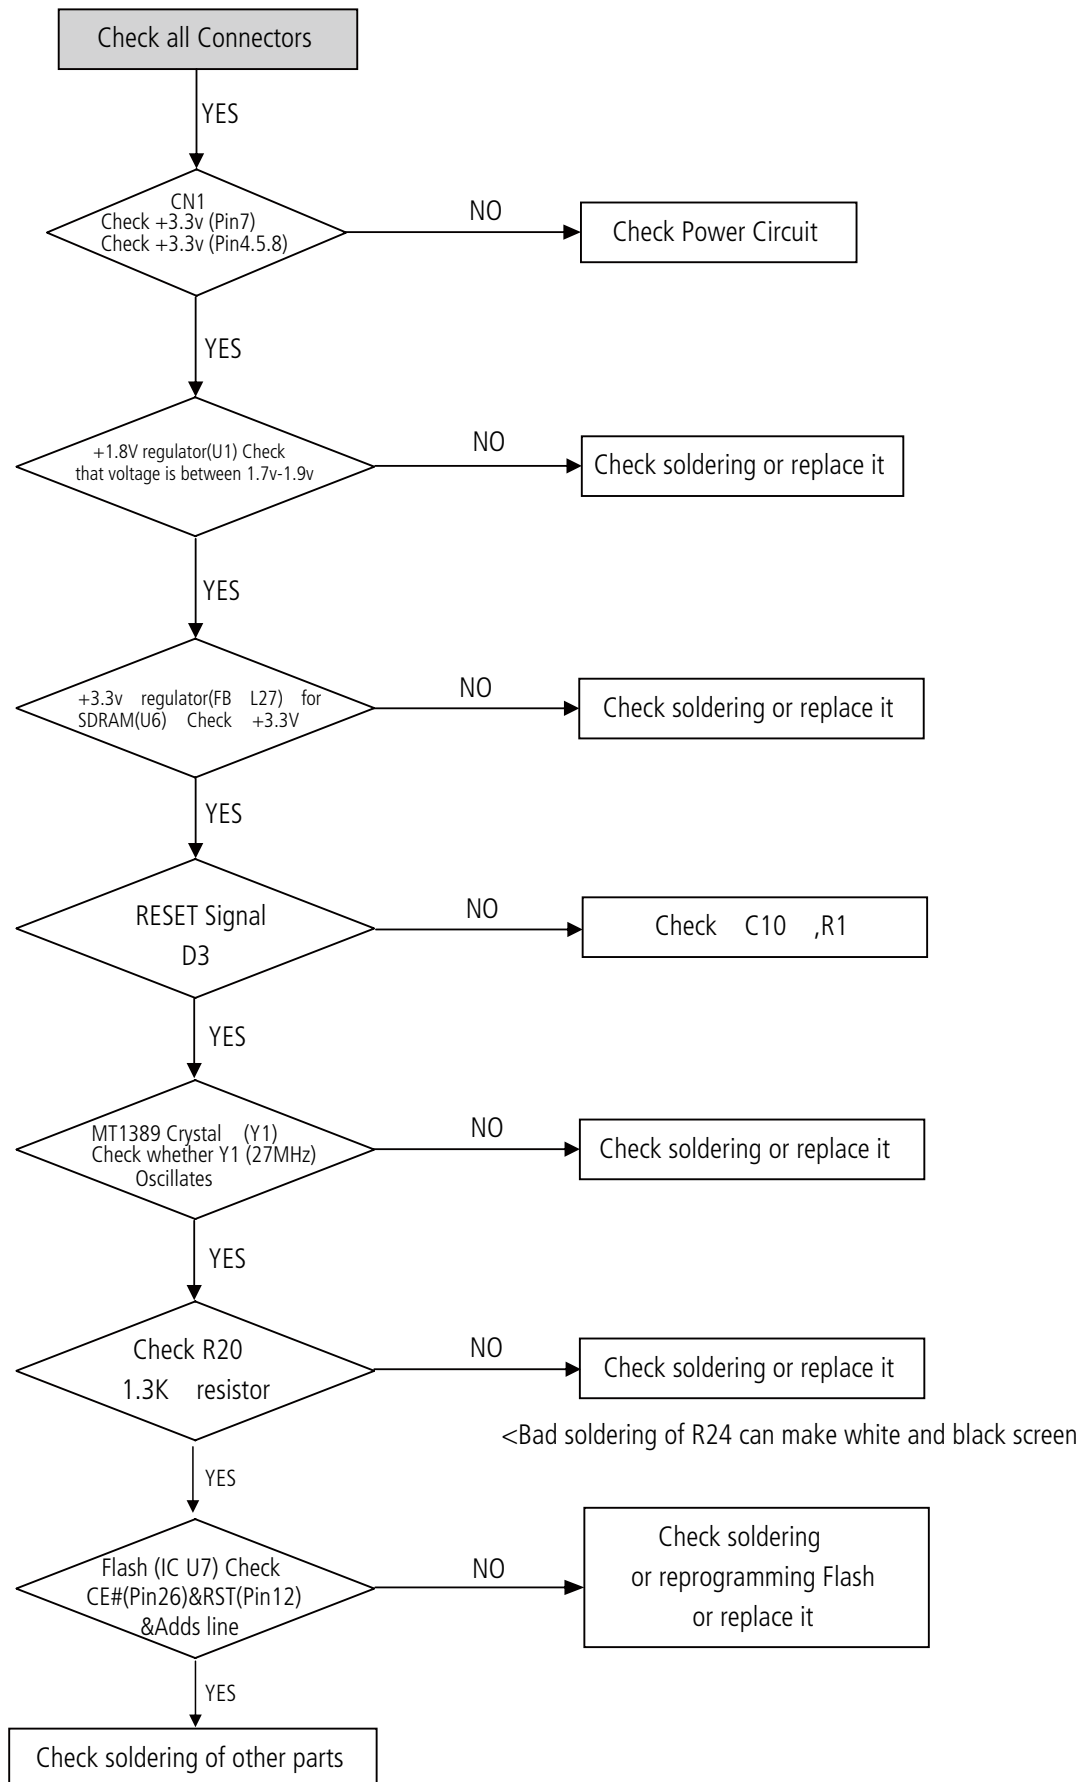 Check all Connectors
YES
CN1
Check +3.3v (Pin7)
Check +3.3v (Pin4.5.8)
NO
Check Power Circuit
YES
+1.8V regulator(U1) Check
that voltage is between 1.7v-1.9v
NO
Check soldering or replace it
YES
+3.3v regulator(FB L27) for
SDRAM(U6) Check +3.3V
NO
Check soldering or replace it
YES
RESET Signal
D3
NO
Check C10 ,R1
YES
MT1389 Crystal (Y1)
Check whether Y1 (27MHz)
Oscillates
NO
Check soldering or replace it
YES
Check R20
1.3K resistor
NO
Check soldering or replace it
<Bad soldering of R24 can make white and black screen
YES
Flash (IC U7) Check
CE#(Pin26)&RST(Pin12)
&Adds line
NO
Check soldering
or reprogramming Flash
or replace it
YES
Check soldering of other parts